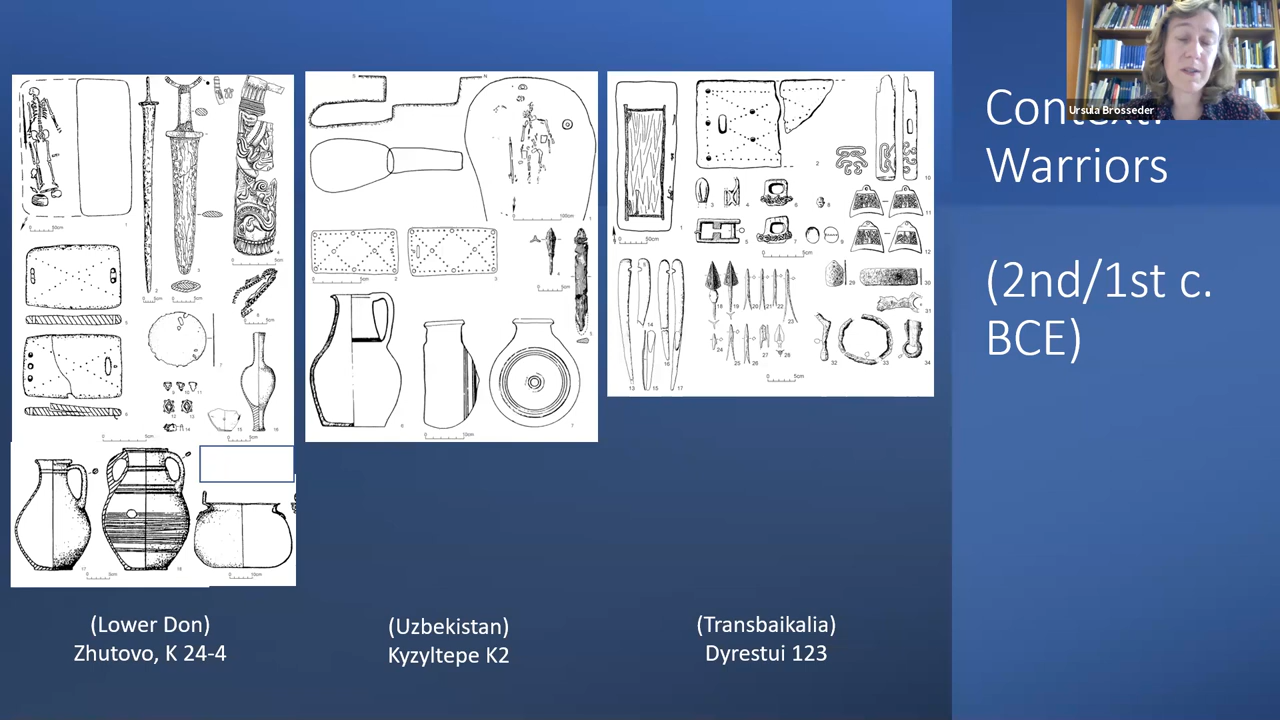 Ursula Brosseder
Context:
Warriors
(2nd/1st c.
BCE)
(Lower Don)
Zhutovo, K 24-4
(Uzbekistan)
Kyzyltepe K2
(Transbaikalia)
Dyrestui 123